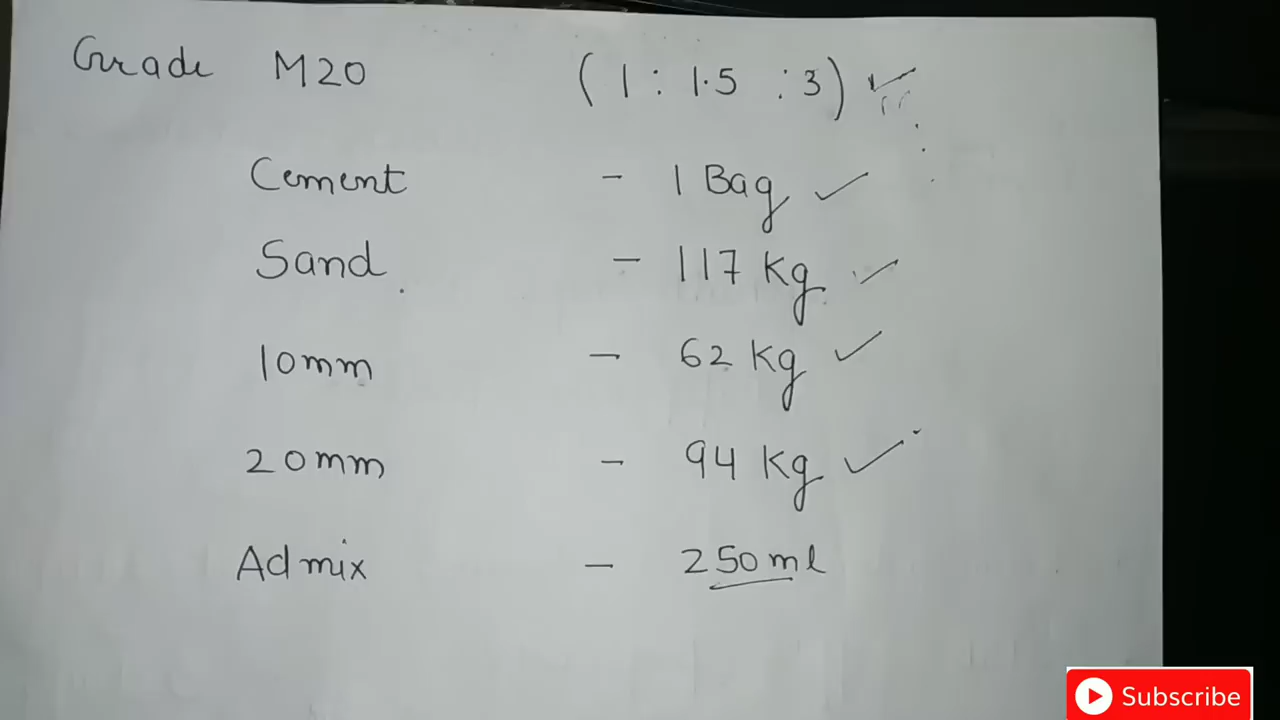 Grade M20 (1 : 1.5 : 3)
Cement - 1 Bag
Sand - 117 kg
10mm - 62 kg
20mm - 94 kg
Admix - 250ml
Subscribe